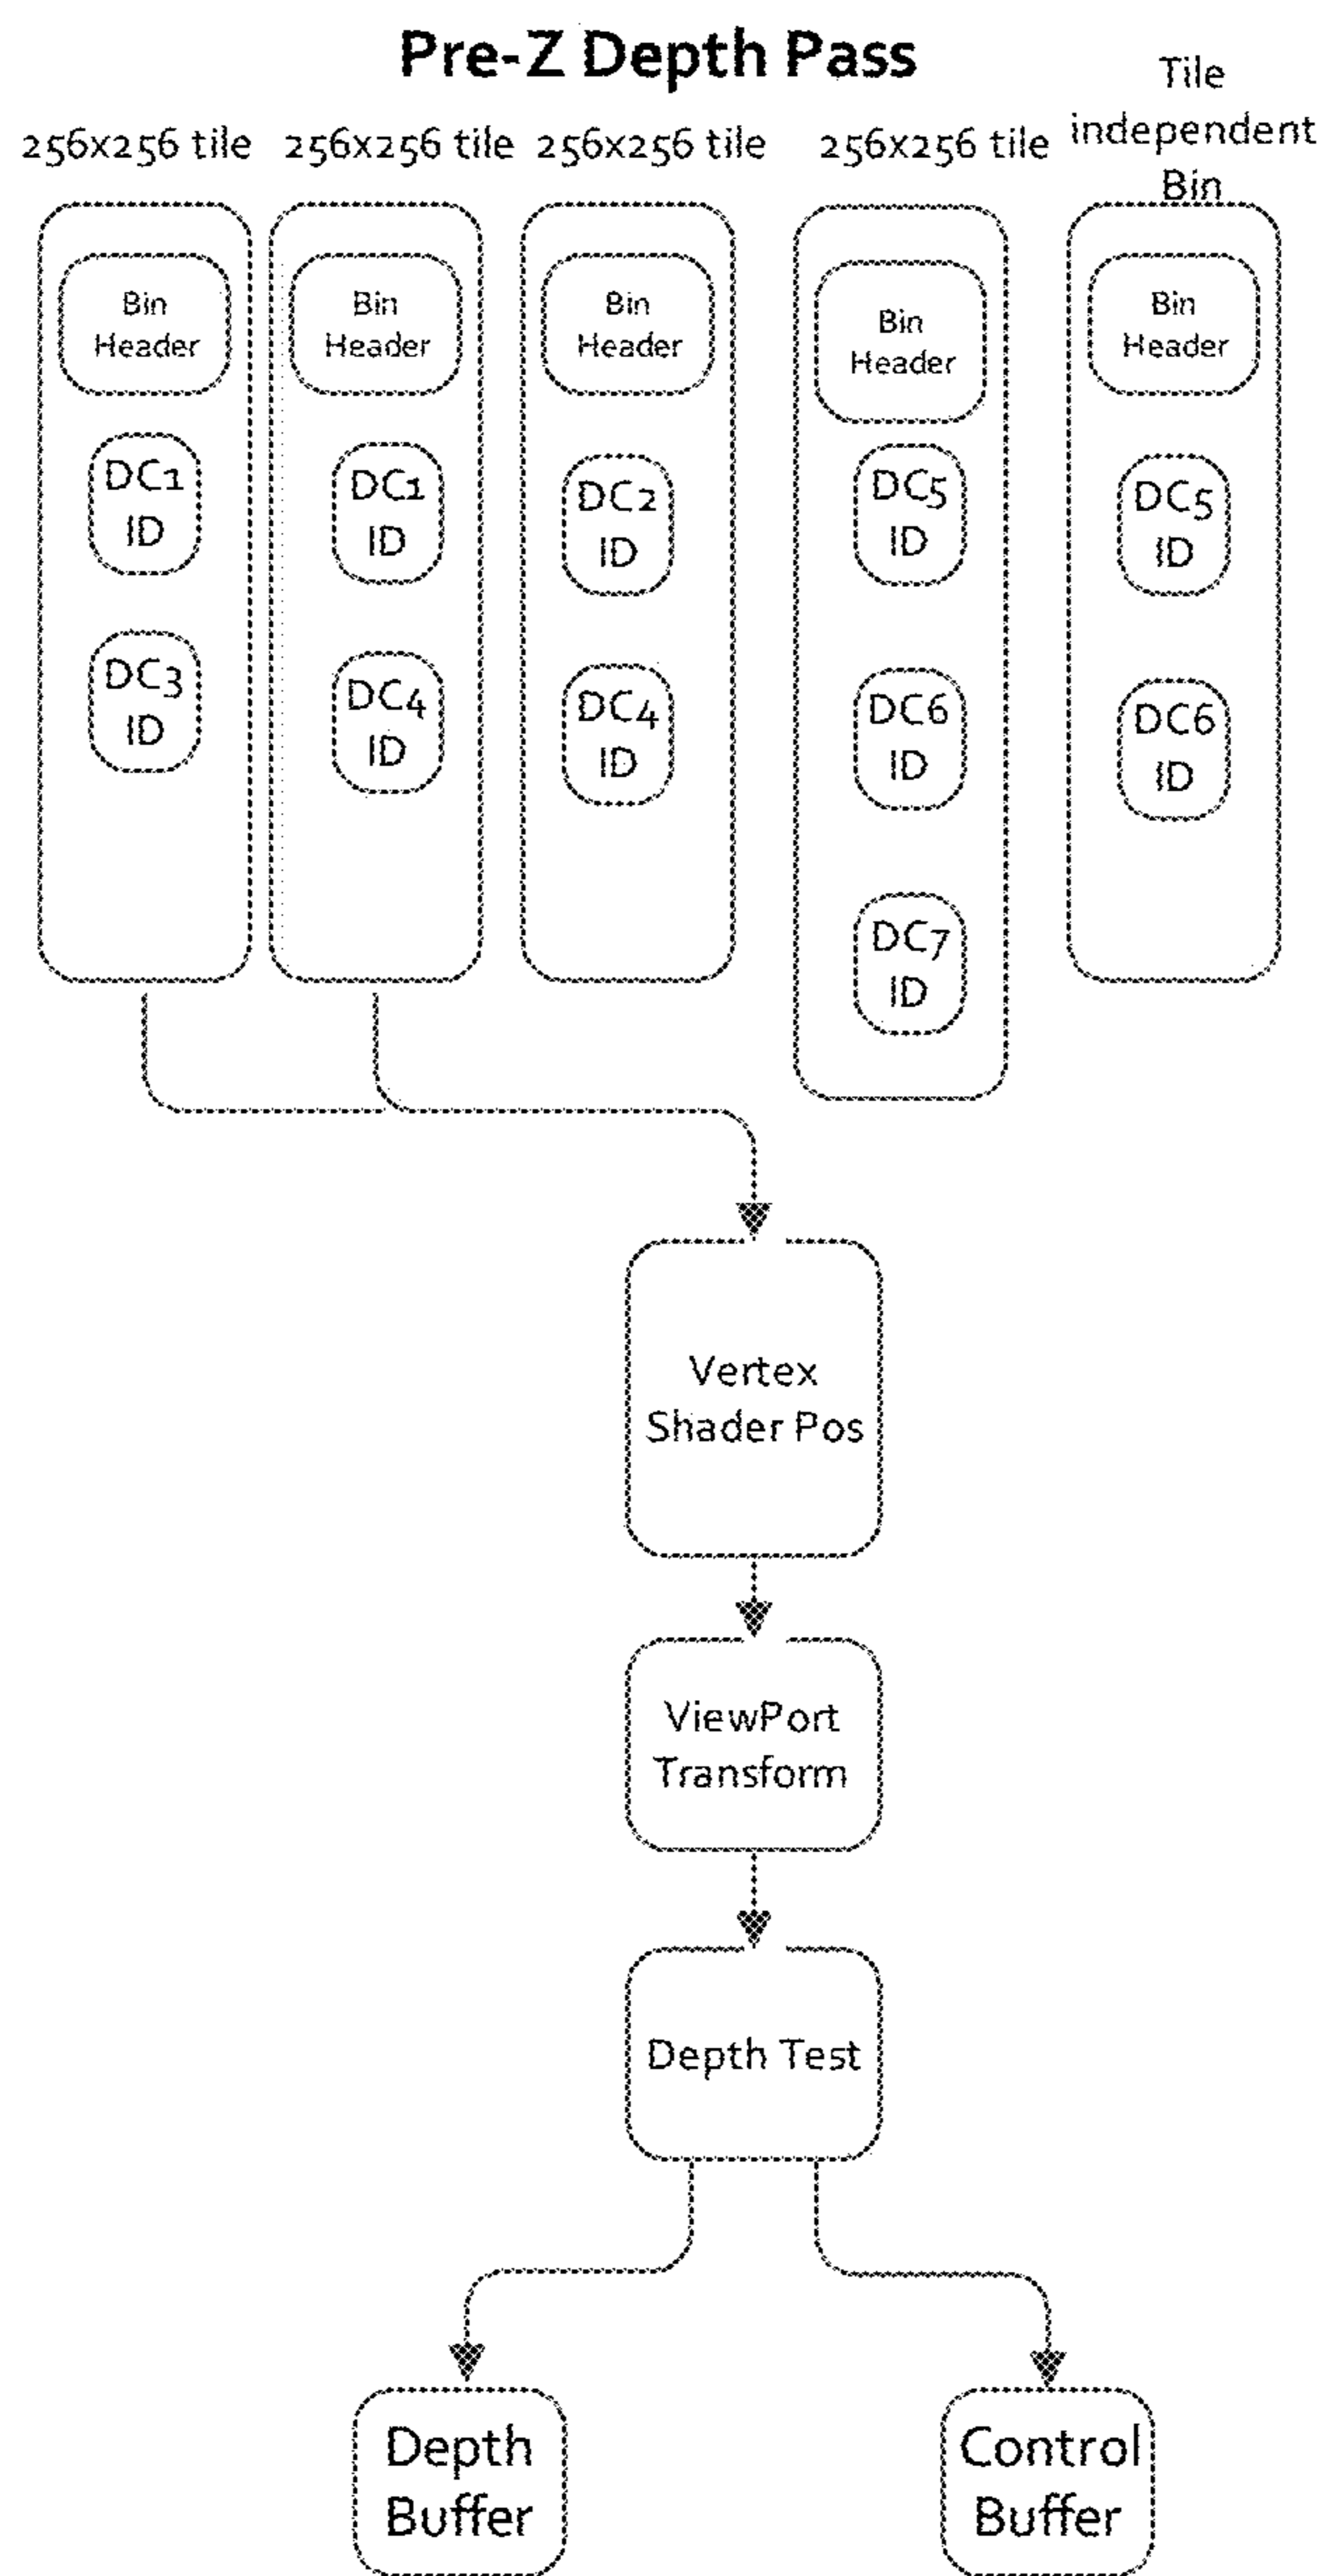 Pre-Z Depth Pass
256x256 tile
256x256 tile
256x256 tile
256x256 tile
Tile
independent
Bin
Bin
Header
DC1
ID
DC3
ID
Bin
Header
DC1
ID
DC4
ID
Bin
Header
DC2
ID
DC4
ID
Bin
Header
DC5
ID
DC6
ID
DC7
ID
Bin
Header
DC5
ID
DC6
ID
Vertex
Shader Pos
ViewPort
Transform
Depth Test
Depth
Buffer
Control
Buffer